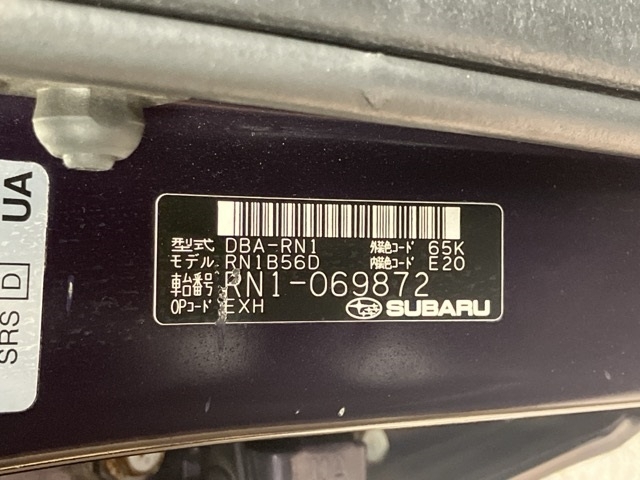 型式 DBA-RN1 外装色コード 65K
モデル RN1B56D 内装色コード E20
車台番号 RN1-069872
OPコード EXH SUBARU
UA
SRS D